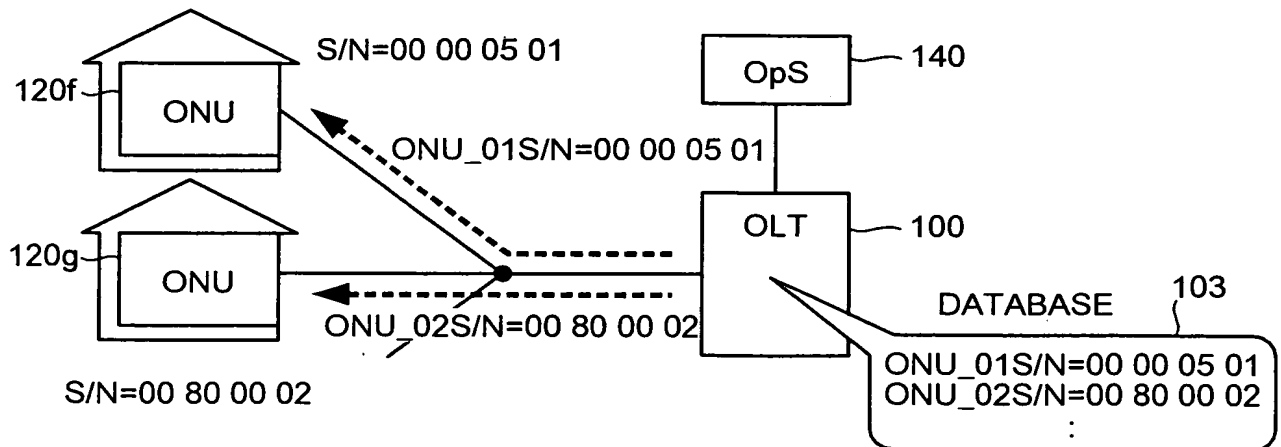 S/N=00 00 05 01
OpS
140
120f
ONU
ONU_01S/N=00 00 05 01
OLT
100
120g
ONU
ONU_02S/N=00 80 00 02
S/N=00 80 00 02
DATABASE
103
ONU_01S/N=00 00 05 01
ONU_02S/N=00 80 00 02
: